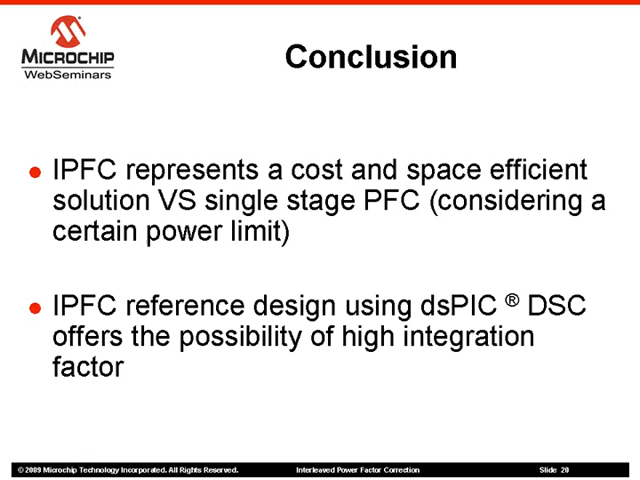 MICROCHIP
WebSeminars
Conclusion
● IPFC represents a cost and space efficient
solution VS single stage PFC (considering a
certain power limit)
● IPFC reference design using dsPIC ® DSC
offers the possibility of high integration
factor
© 2009 Microchip Technology Incorporated. All Rights Reserved. Interleaved Power Factor Correction Slide 20